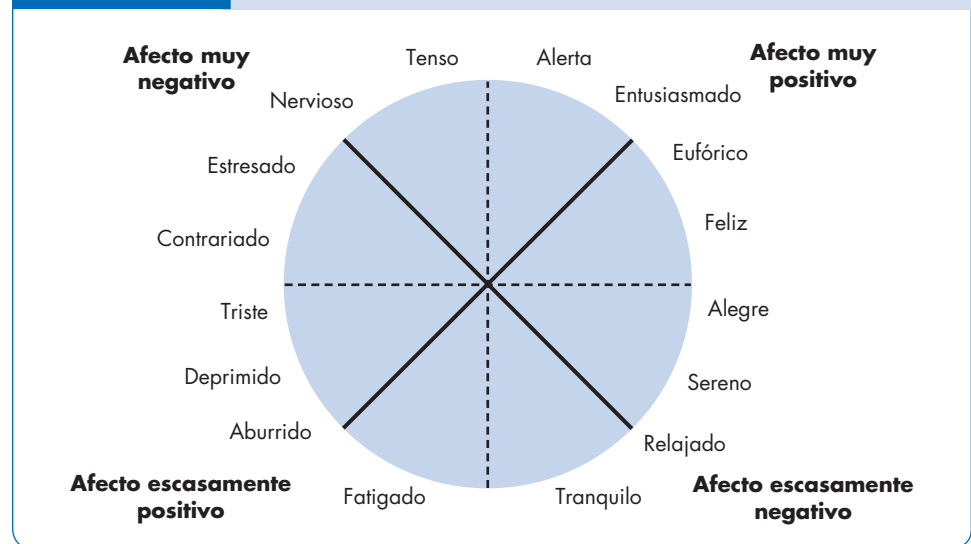 Afecto muy
negativo
Tenso
Alerta
Afecto muy
positivo
Nervioso
Entusiasmado
Estresado
Eufórico
Contrariado
Feliz
Triste
Alegre
Deprimido
Sereno
Aburrido
Relajado
Afecto escasamente
positivo
Fatigado
Tranquilo
Afecto escasamente
negativo